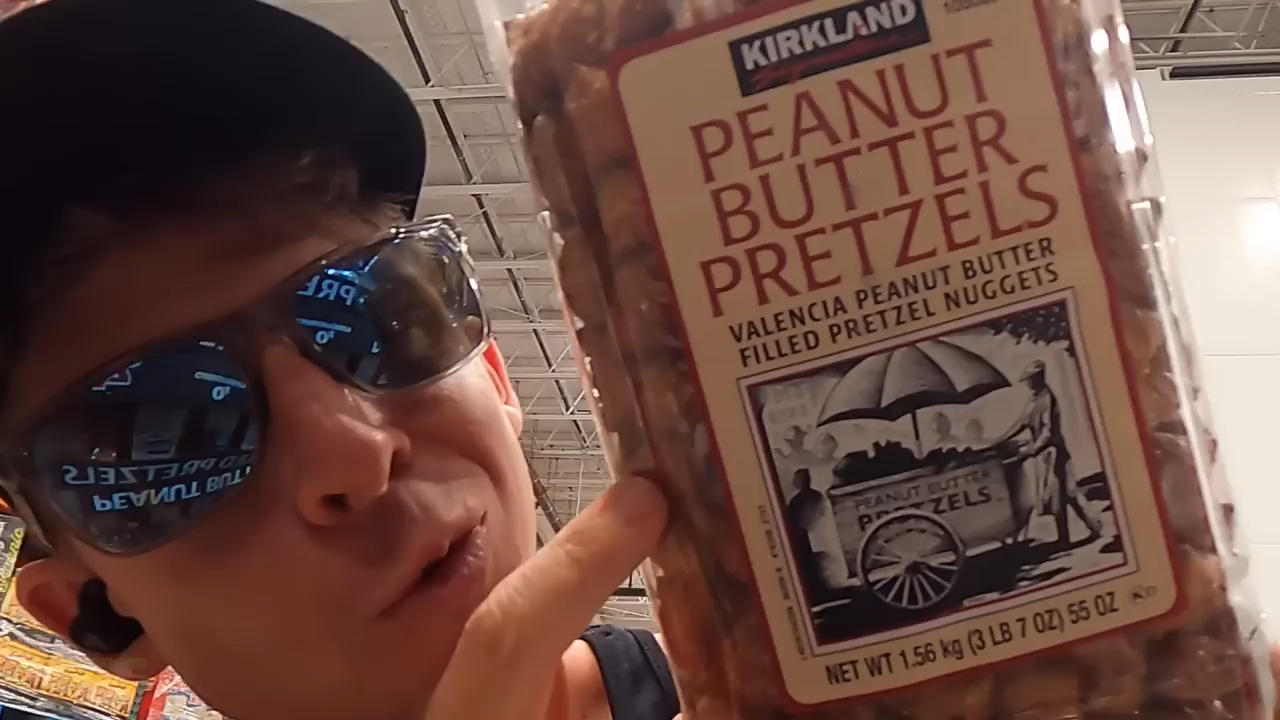 KIRKLAND
Signature
PEANUT
BUTTER
PRETZELS
VALENCIA PEANUT BUTTER
FILLED PRETZEL NUGGETS
PEANUT BUTTER
PRETZELS
NET WT 1.56 kg (3 LB 7 OZ) 55 OZ